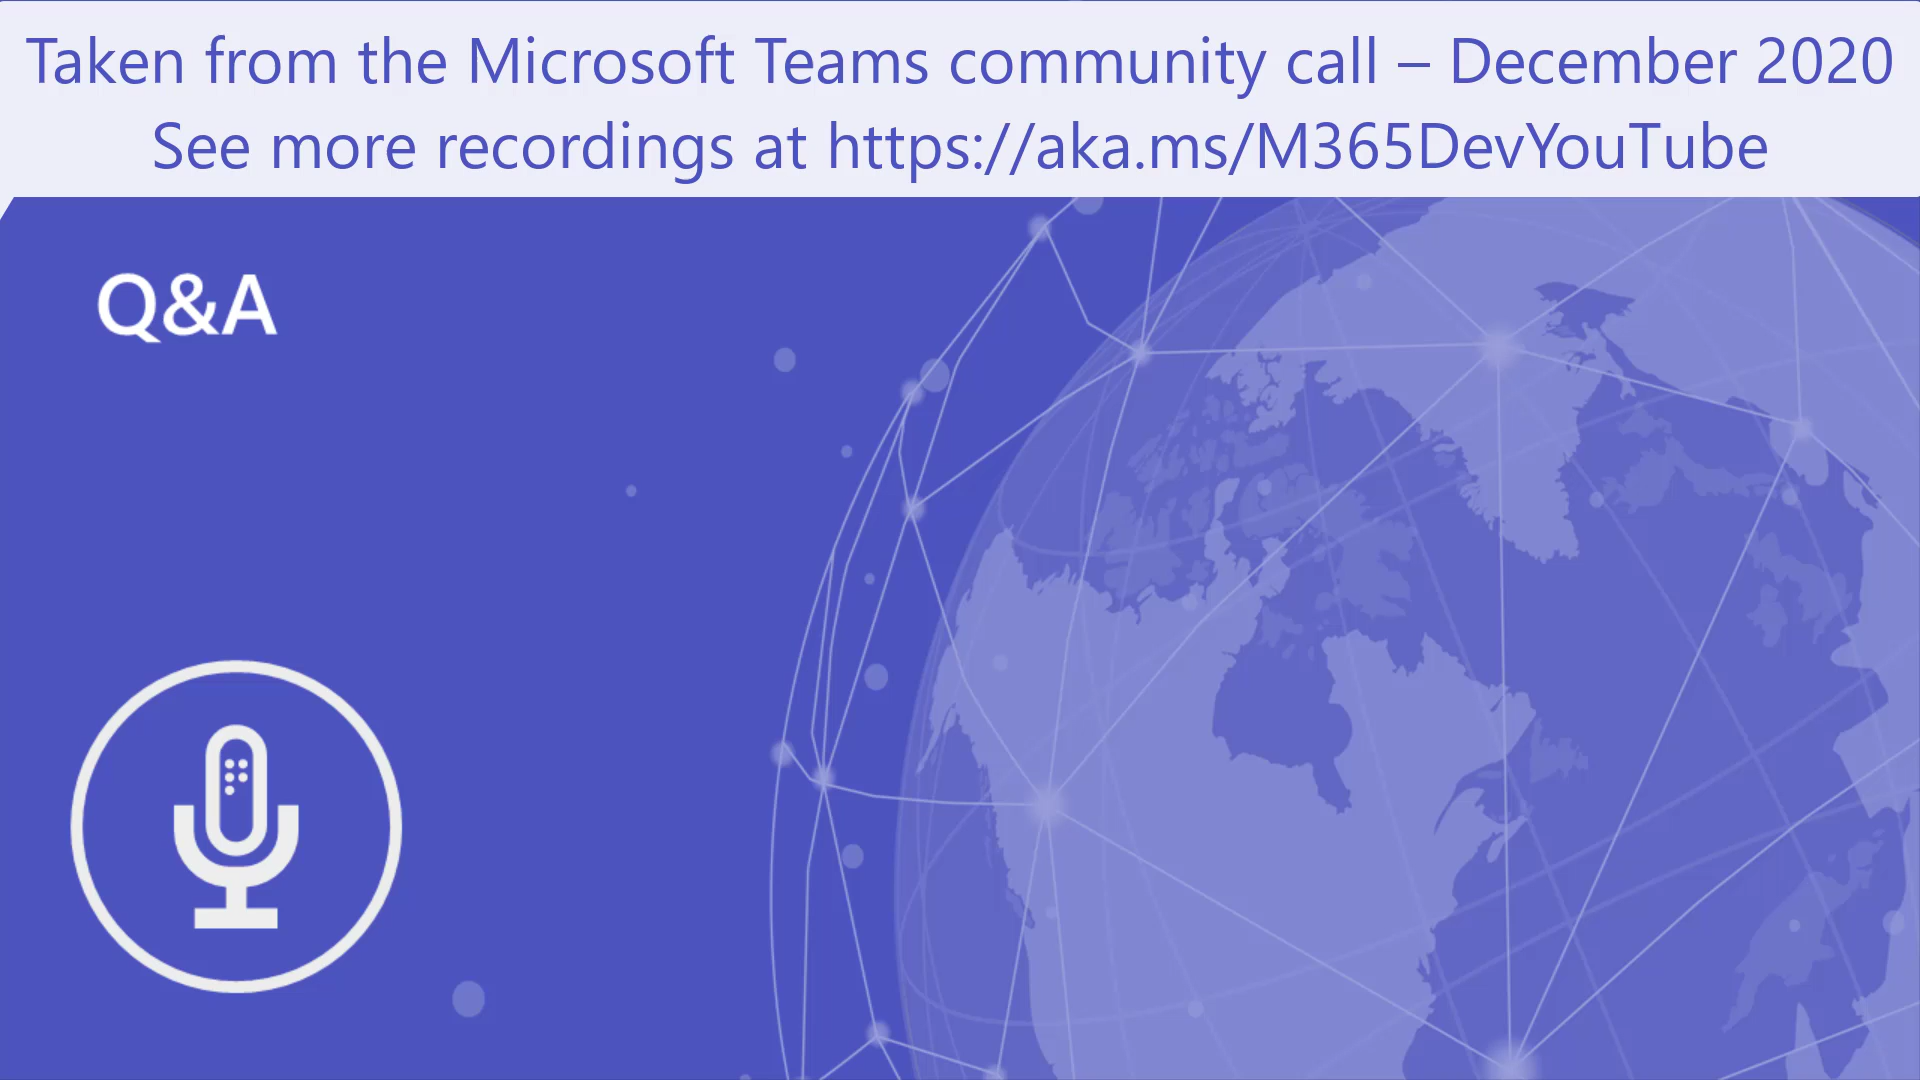 Taken from the Microsoft Teams community call – December 2020
See more recordings at https://aka.ms/M365DevYouTube
Q&A